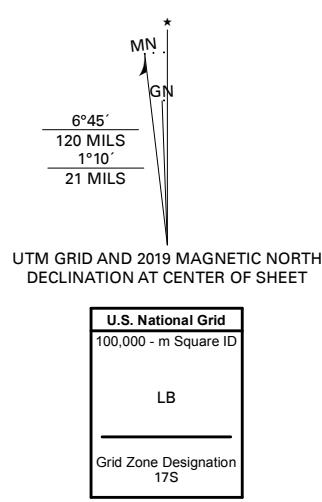 ★
MN
GN
6°45´
120 MILS
1°10´
21 MILS
UTM GRID AND 2019 MAGNETIC NORTH
DECLINATION AT CENTER OF SHEET
U.S. National Grid
100,000 - m Square ID
LB
Grid Zone Designation
17S